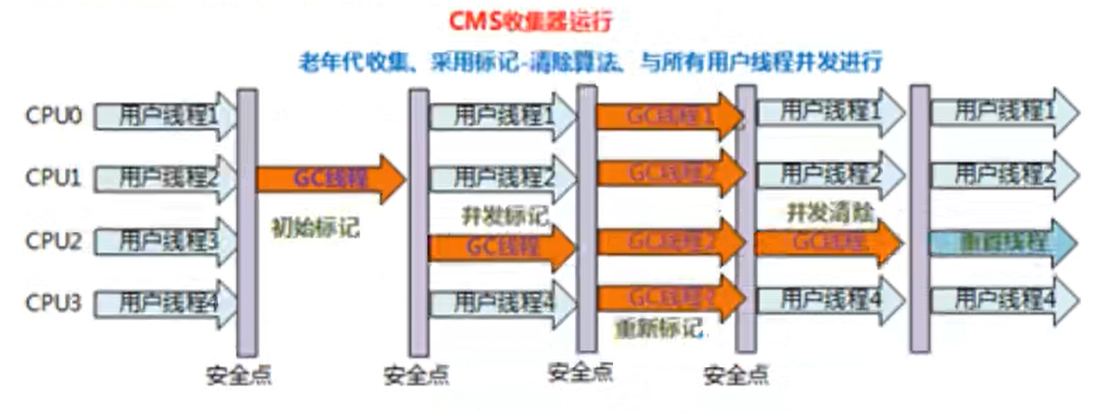 CMS收集器运行
老年代收集、采用标记-清除算法、与所有用户线程并发进行
CPU0 用户线程1 用户线程1 GC线程1 用户线程1 用户线程1
CPU1 用户线程2 GC线程 用户线程2 GC线程2 用户线程2 用户线程2
初始标记 并发标记 并发清除
CPU2 用户线程3 GC线程 GC线程2 GC线程 重置线程
CPU3 用户线程4 用户线程4 GC线程2 用户线程4 用户线程4
重新标记
安全点 安全点 安全点 安全点